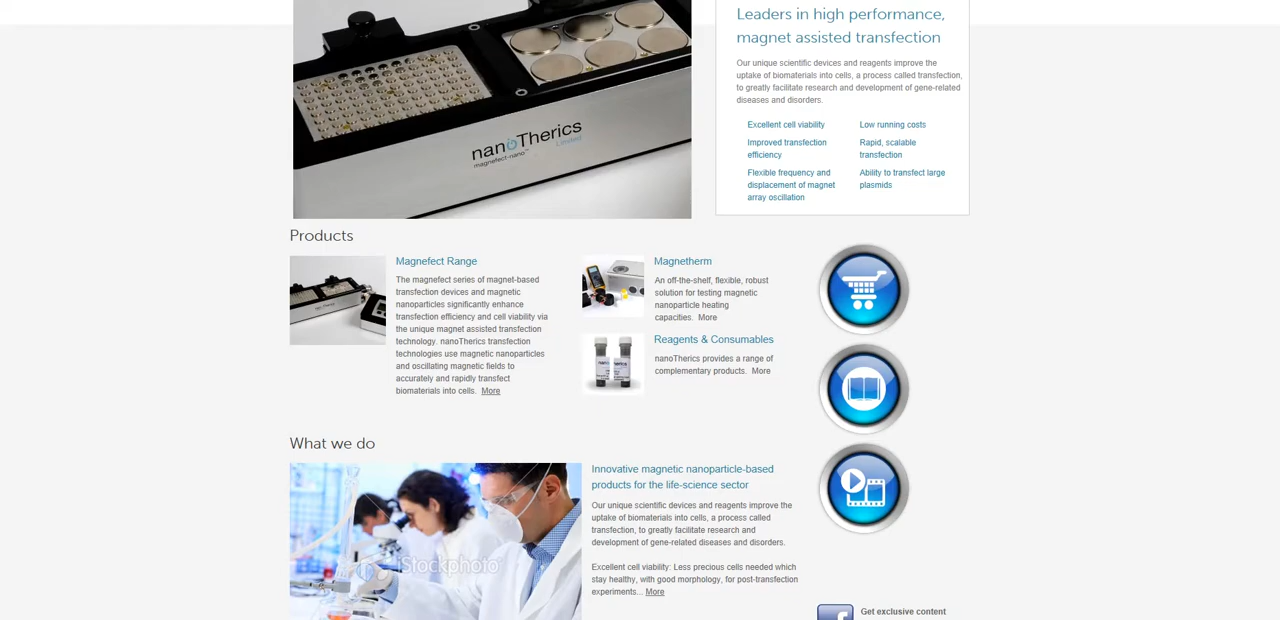 Leaders in high performance,
magnet assisted transfection
Our unique scientific devices and reagents improve the
uptake of biomaterials into cells, a process called transfection,
to greatly facilitate research and development of gene-related
diseases and disorders.
Excellent cell viability
Improved transfection
efficiency
Flexible frequency and
displacement of magnet
array oscillation
Low running costs
Rapid, scalable
transfection
Ability to transfect large
plasmids
nanoTherics
Limited
magnefect-nano™
Products
Magnefect Range
The magnefect series of magnet-based
transfection devices and magnetic
nanoparticles significantly enhance
transfection efficiency and cell viability via
the unique magnet assisted transfection
technology. nanoTherics transfection
technologies use magnetic nanoparticles
and oscillating magnetic fields to
accurately and rapidly transfect
biomaterials into cells. More
Magnetherm
An off-the-shelf, flexible, robust
solution for testing magnetic
nanoparticle heating
capacities. More
Reagents & Consumables
nanoTherics provides a range of
complementary products. More
What we do
iStockphoto
Innovative magnetic nanoparticle-based
products for the life-science sector
Our unique scientific devices and reagents improve the
uptake of biomaterials into cells, a process called
transfection, to greatly facilitate research and
development of gene-related diseases and disorders.
Excellent cell viability: Less precious cells needed which
stay healthy, with good morphology, for post-transfection
experiments... More
Get exclusive content